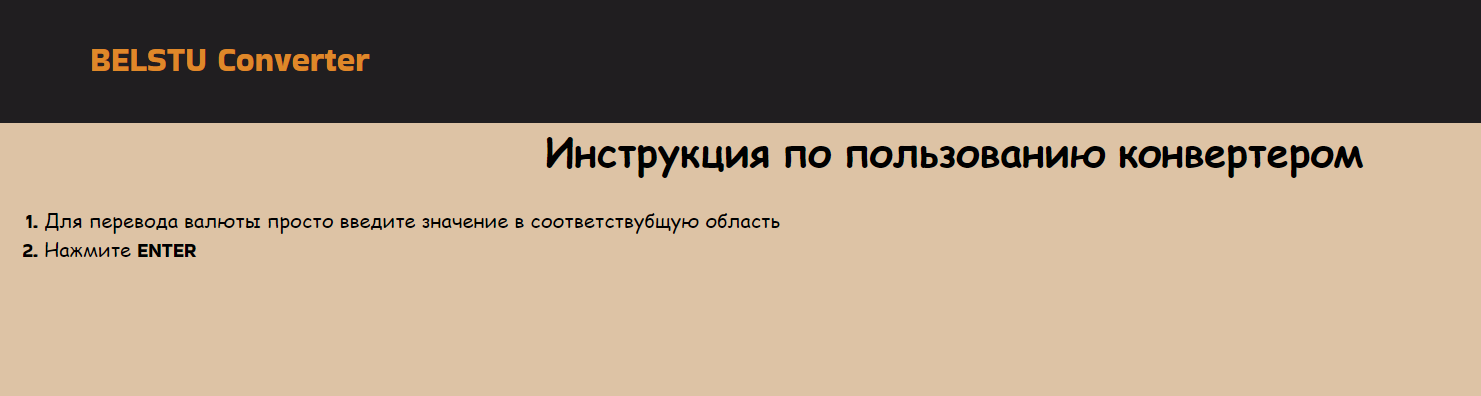 BELSTU Converter
Инструкция по пользованию конвертером
1. Для перевода валюты просто введите значение в соответствубщую область
2. Нажмите ENTER